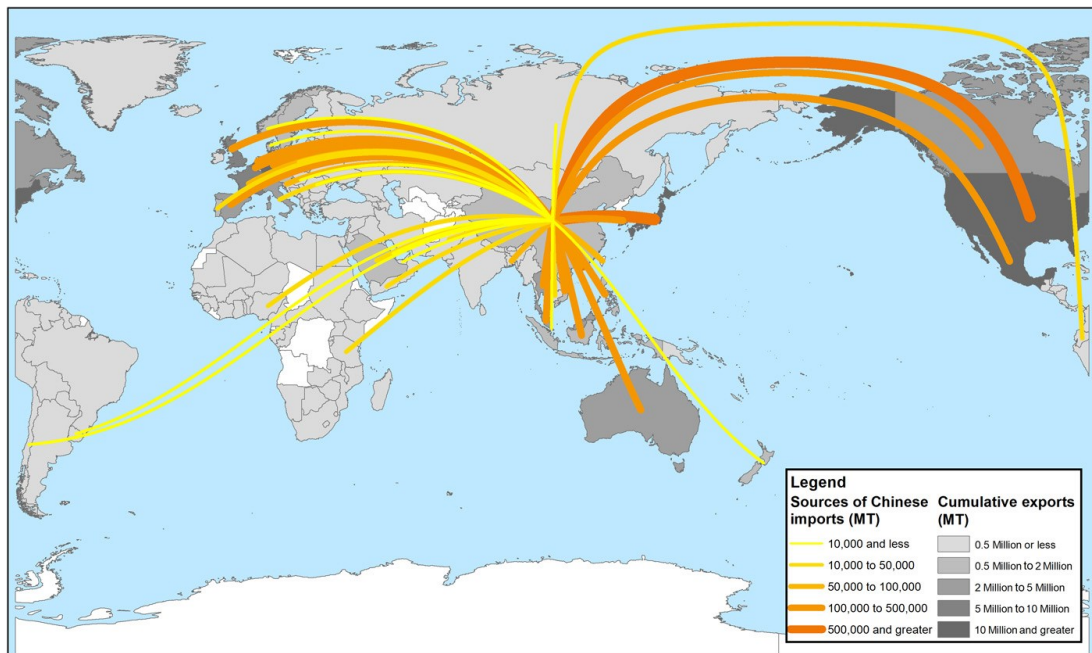 Legend
Sources of Chinese
imports (MT)
10,000 and less
10,000 to 50,000
50,000 to 100,000
100,000 to 500,000
500,000 and greater
Cumulative exports
(MT)
0.5 Million or less
0.5 Million to 2 Million
2 Million to 5 Million
5 Million to 10 Million
10 Million and greater